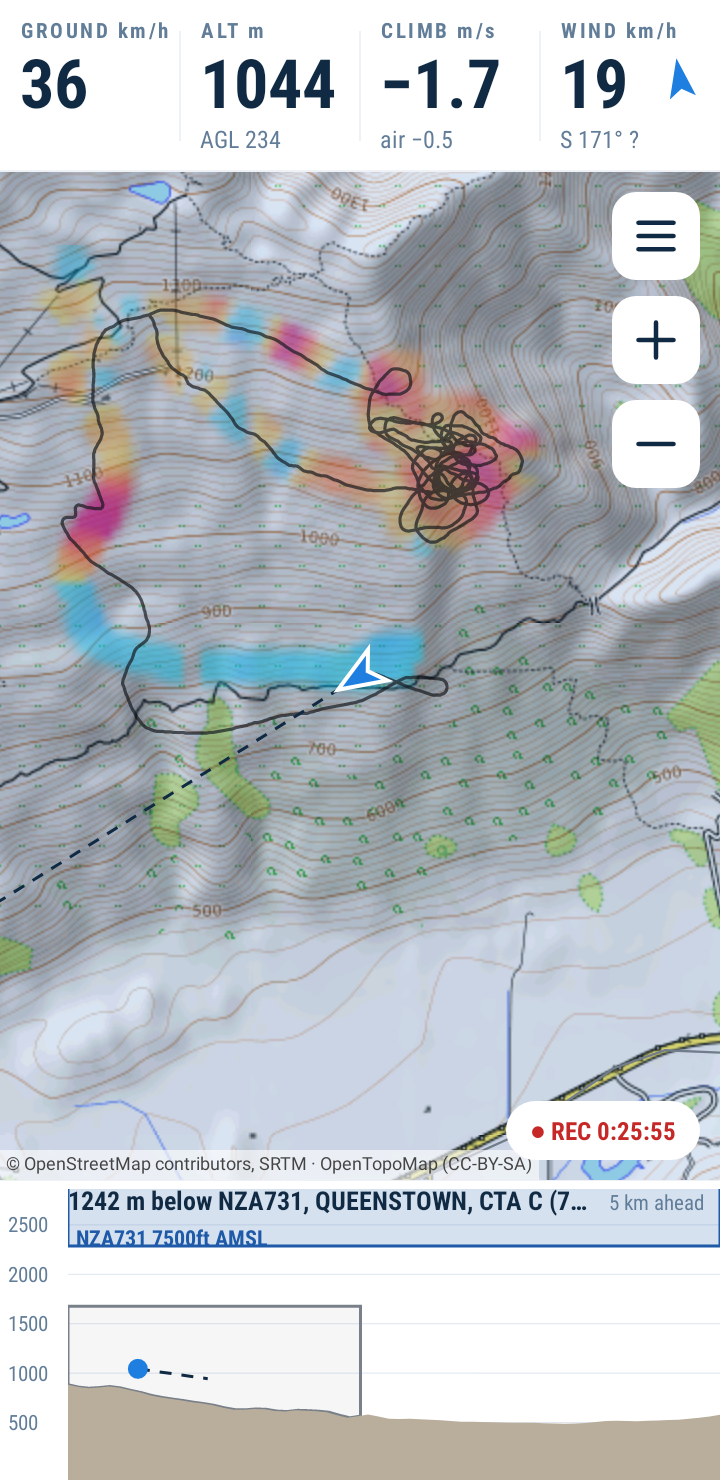 GROUND km/h
ALT m
CLIMB m/s
WIND km/h
36
1044
−1.7
19
AGL 234
air −0.5
S 171° ?
1300
1100
1100
1000
900
900
700
600
500
500
REC 0:25:55
© OpenStreetMap contributors, SRTM · OpenTopoMap (CC-BY-SA)
1242 m below NZA731, QUEENSTOWN, CTA C (7…
5 km ahead
2500
NZA731 7500ft AMSL
2000
1500
1000
500